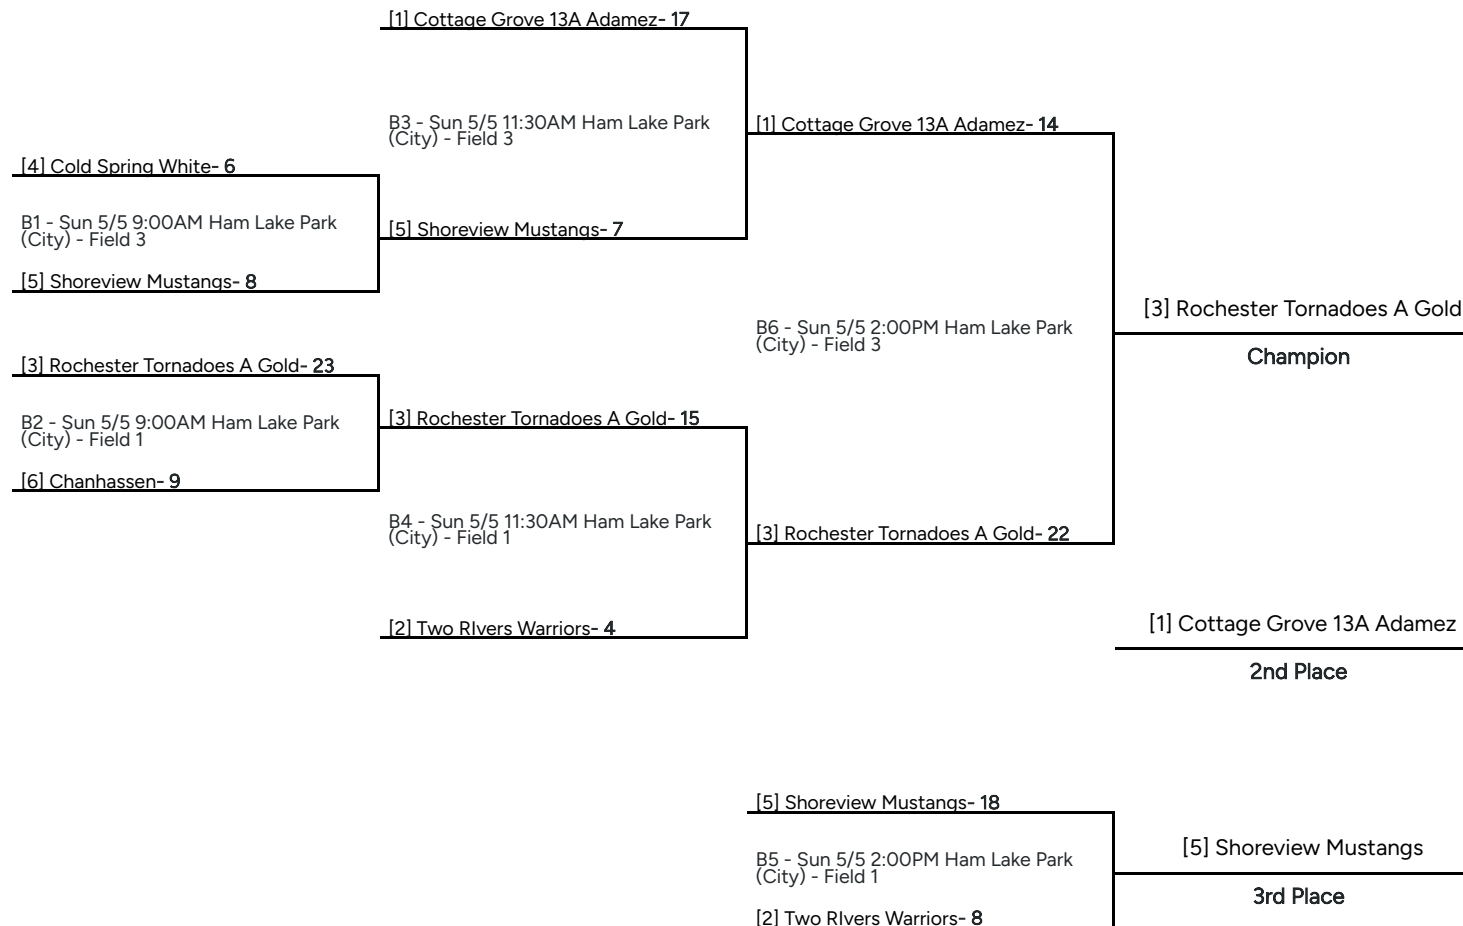 [1] Cottage Grove 13A Adamez- 17
B3 - Sun 5/5 11:30AM Ham Lake Park
(City) - Field 3
[1] Cottage Grove 13A Adamez- 14
[4] Cold Spring White- 6
B1 - Sun 5/5 9:00AM Ham Lake Park
(City) - Field 3
[5] Shoreview Mustangs- 7
[5] Shoreview Mustangs- 8
[3] Rochester Tornadoes A Gold
Champion
B6 - Sun 5/5 2:00PM Ham Lake Park
(City) - Field 3
[3] Rochester Tornadoes A Gold- 23
B2 - Sun 5/5 9:00AM Ham Lake Park
(City) - Field 1
[3] Rochester Tornadoes A Gold- 15
[6] Chanhassen- 9
B4 - Sun 5/5 11:30AM Ham Lake Park
(City) - Field 1
[3] Rochester Tornadoes A Gold- 22
[2] Two RIvers Warriors- 4
[1] Cottage Grove 13A Adamez
2nd Place
[5] Shoreview Mustangs- 18
B5 - Sun 5/5 2:00PM Ham Lake Park
(City) - Field 1
[5] Shoreview Mustangs
3rd Place
[2] Two RIvers Warriors- 8